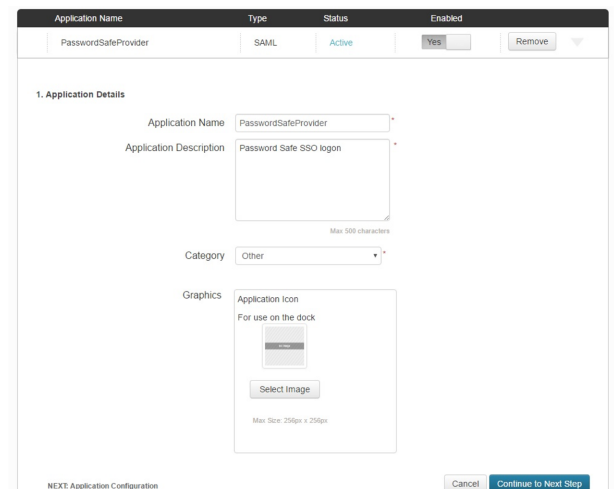 Application Name Type Status Enabled
PasswordSafeProvider SAML Active Yes Remove
1. Application Details
Application Name PasswordSafeProvider *
Application Description Password Safe SSO logon *
Max 500 characters
Category Other *
Graphics Application Icon
For use on the dock
Select Image
Max Size: 256px x 256px
NEXT: Application Configuration Cancel Continue to Next Step